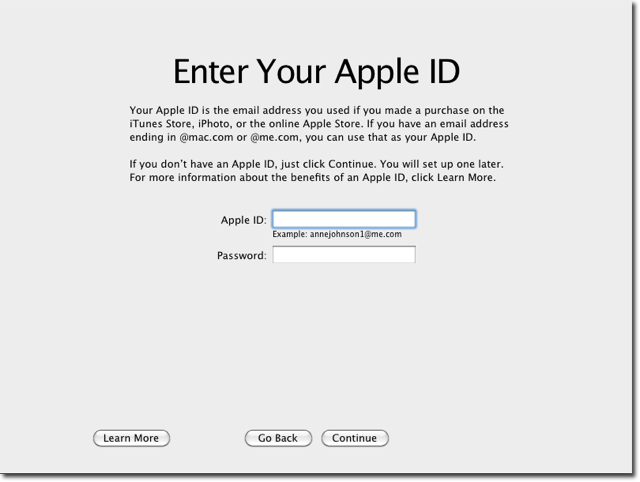 Enter Your Apple ID
Your Apple ID is the email address you used if you made a purchase on the
iTunes Store, iPhoto, or the online Apple Store. If you have an email address
ending in @mac.com or @me.com, you can use that as your Apple ID.
If you don't have an Apple ID, just click Continue. You will set up one later.
For more information about the benefits of an Apple ID, click Learn More.
Apple ID:
Example: annejohnson1@me.com
Password:
Learn More Go Back Continue